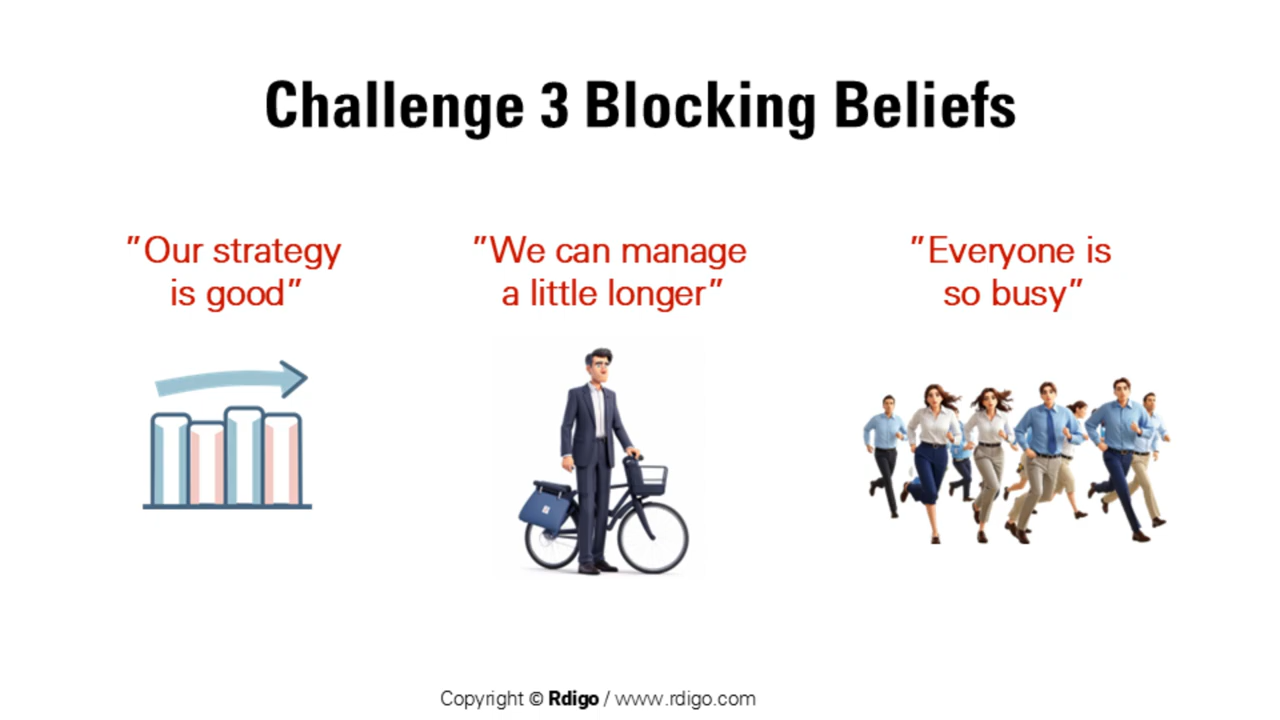 Challenge 3 Blocking Beliefs
”Our strategy
is good”
”We can manage
a little longer”
”Everyone is
so busy”
Copyright © Rdigo / www.rdigo.com